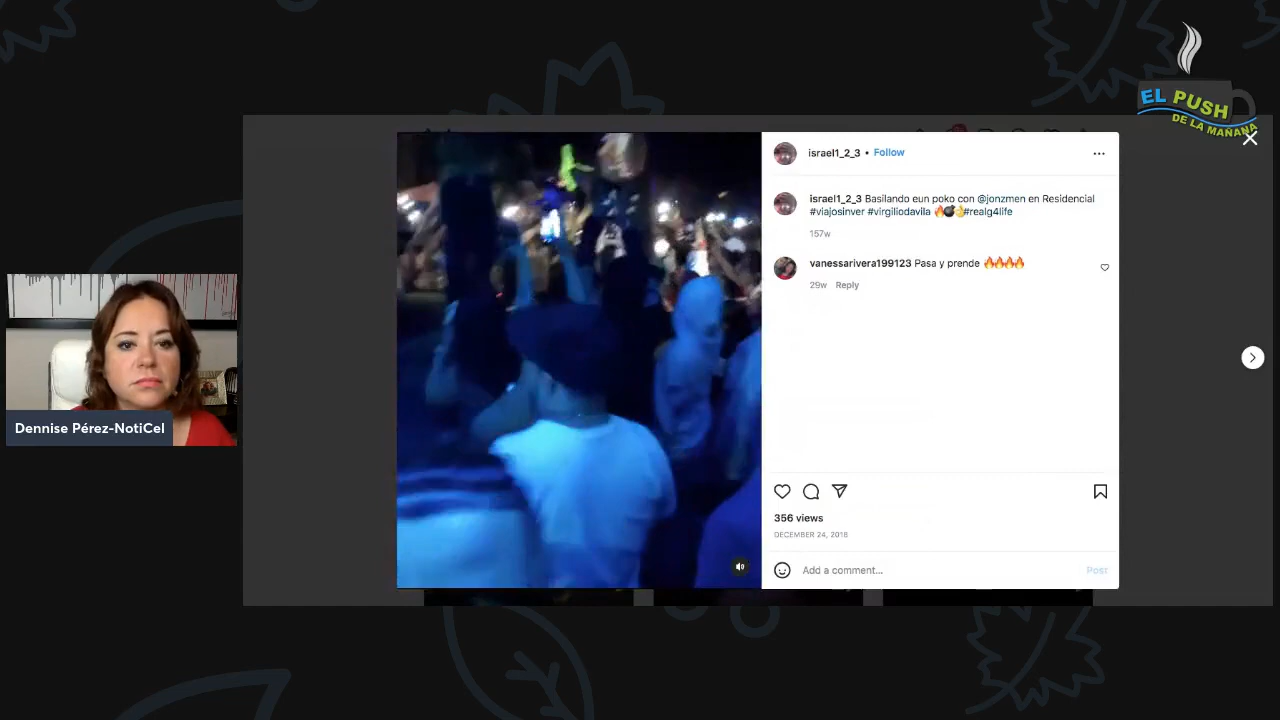 EL PUSH
DE LA MAÑANA
israel1_2_3 • Follow
israel1_2_3 Basilando eun poko con @jonzmen en Residencial
#viajosinver #virgiliodavila 🔥💣👌#realg4life
157w
vanessarivera199123 Pasa y prende 🔥🔥🔥🔥
29w Reply
Dennise Pérez-NotiCel
356 views
DECEMBER 24, 2018
Add a comment...
Post